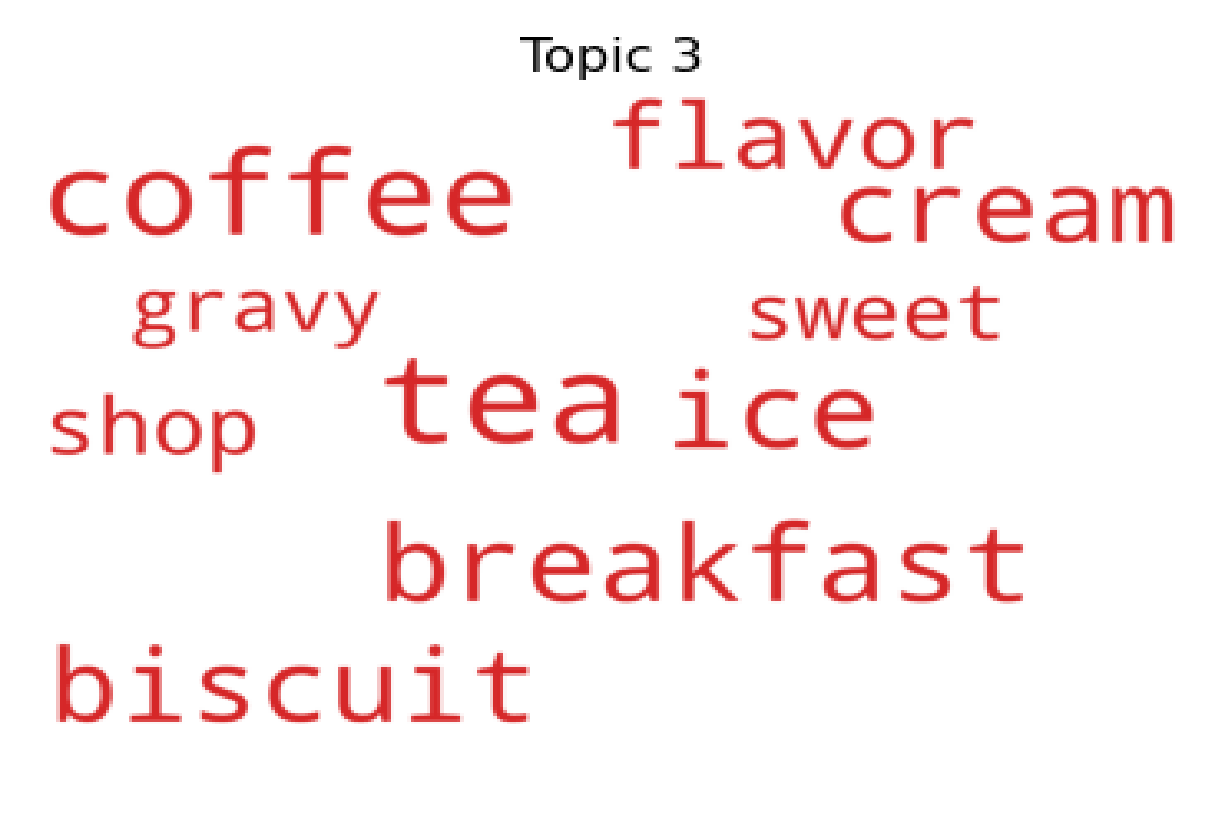 Topic 3
flavor
coffee cream
gravy sweet
shop tea ice
breakfast
biscuit